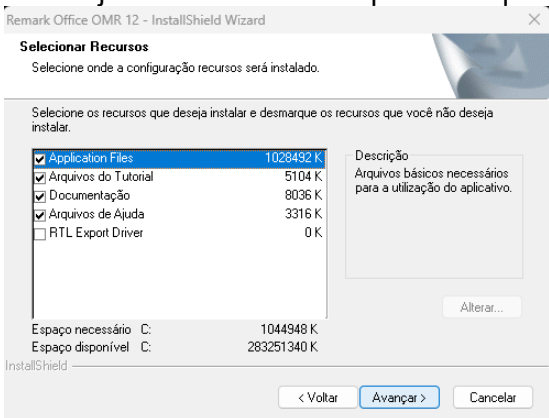 Remark Office OMR 12 - InstallShield Wizard
Selecionar Recursos
Selecione onde a configuração recursos será instalado.
Selecione os recursos que deseja instalar e desmarque os recursos que você não deseja
instalar.
Application Files 1028492 K
Arquivos do Tutorial 5104 K
Documentação 8036 K
Arquivos de Ajuda 3316 K
RTL Export Driver 0 K
Descrição
Arquivos básicos necessários
para a utilização do aplicativo.
Alterar...
Espaço necessário C: 1044948 K
Espaço disponível C: 283251340 K
InstallShield
< Voltar Avançar > Cancelar